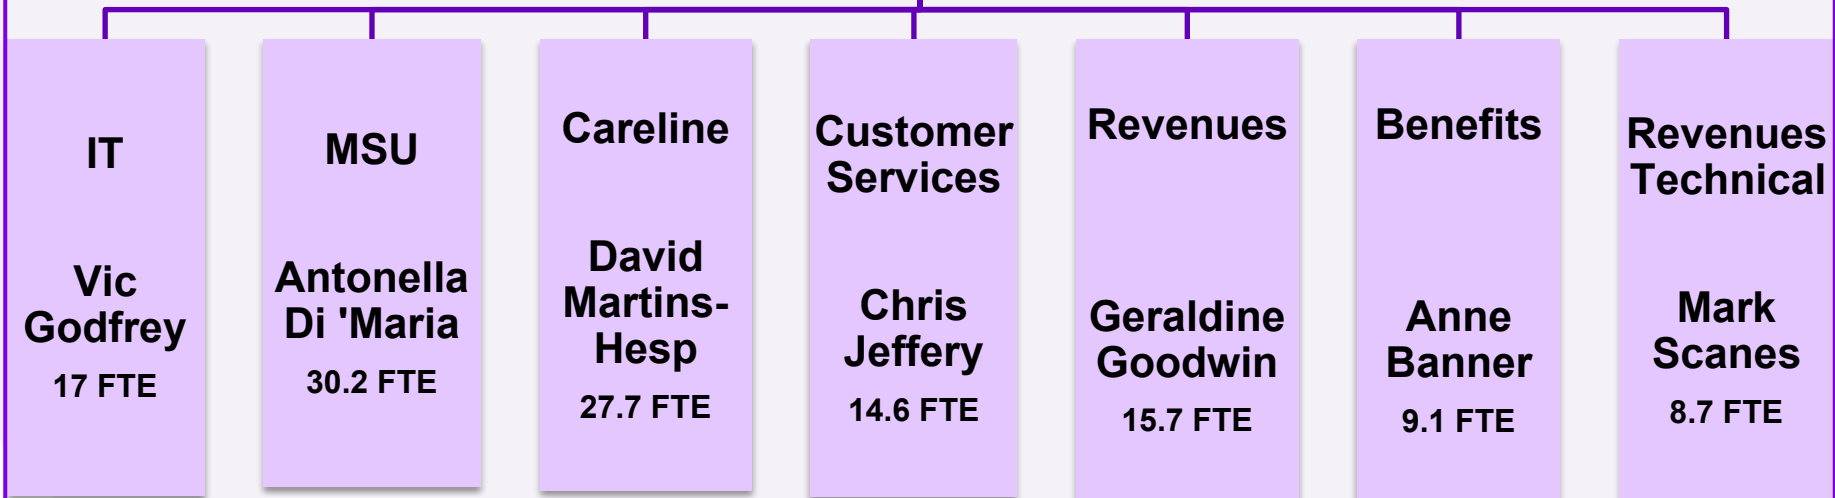 IT
Vic
Godfrey
17 FTE
MSU
Antonella
Di 'Maria
30.2 FTE
Careline
David
Martins-
Hesp
27.7 FTE
Customer
Services
Chris
Jeffery
14.6 FTE
Revenues
Geraldine
Goodwin
15.7 FTE
Benefits
Anne
Banner
9.1 FTE
Revenues
Technical
Mark
Scanes
8.7 FTE